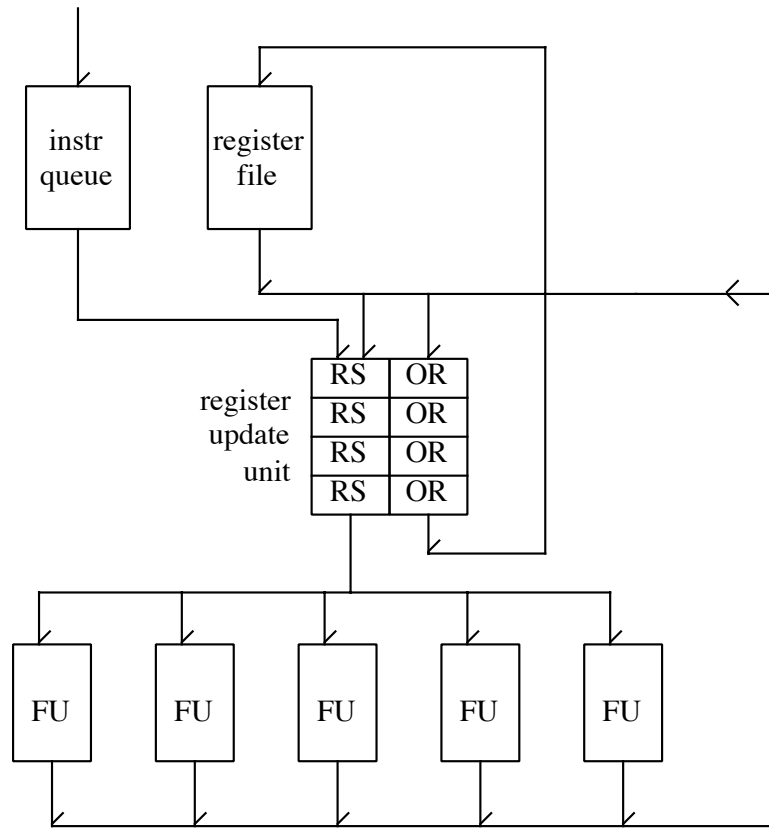 instr
queue
register
file
register
update
unit
RS OR
RS OR
RS OR
RS OR
FU FU FU FU FU